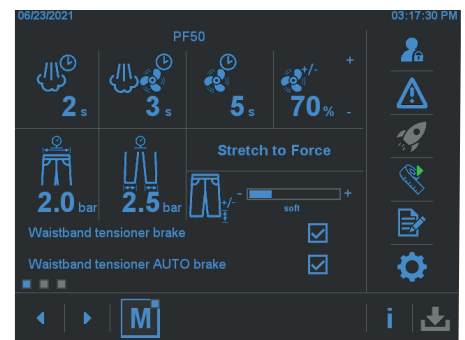 06/23/2021 03:17:30 PM
PF50
+/- +
2 s 3 s 5 s 70 % -
Stretch to Force
2.0 bar 2.5 bar +/- - +
soft
Waistband tensioner brake
Waistband tensioner AUTO brake
M i